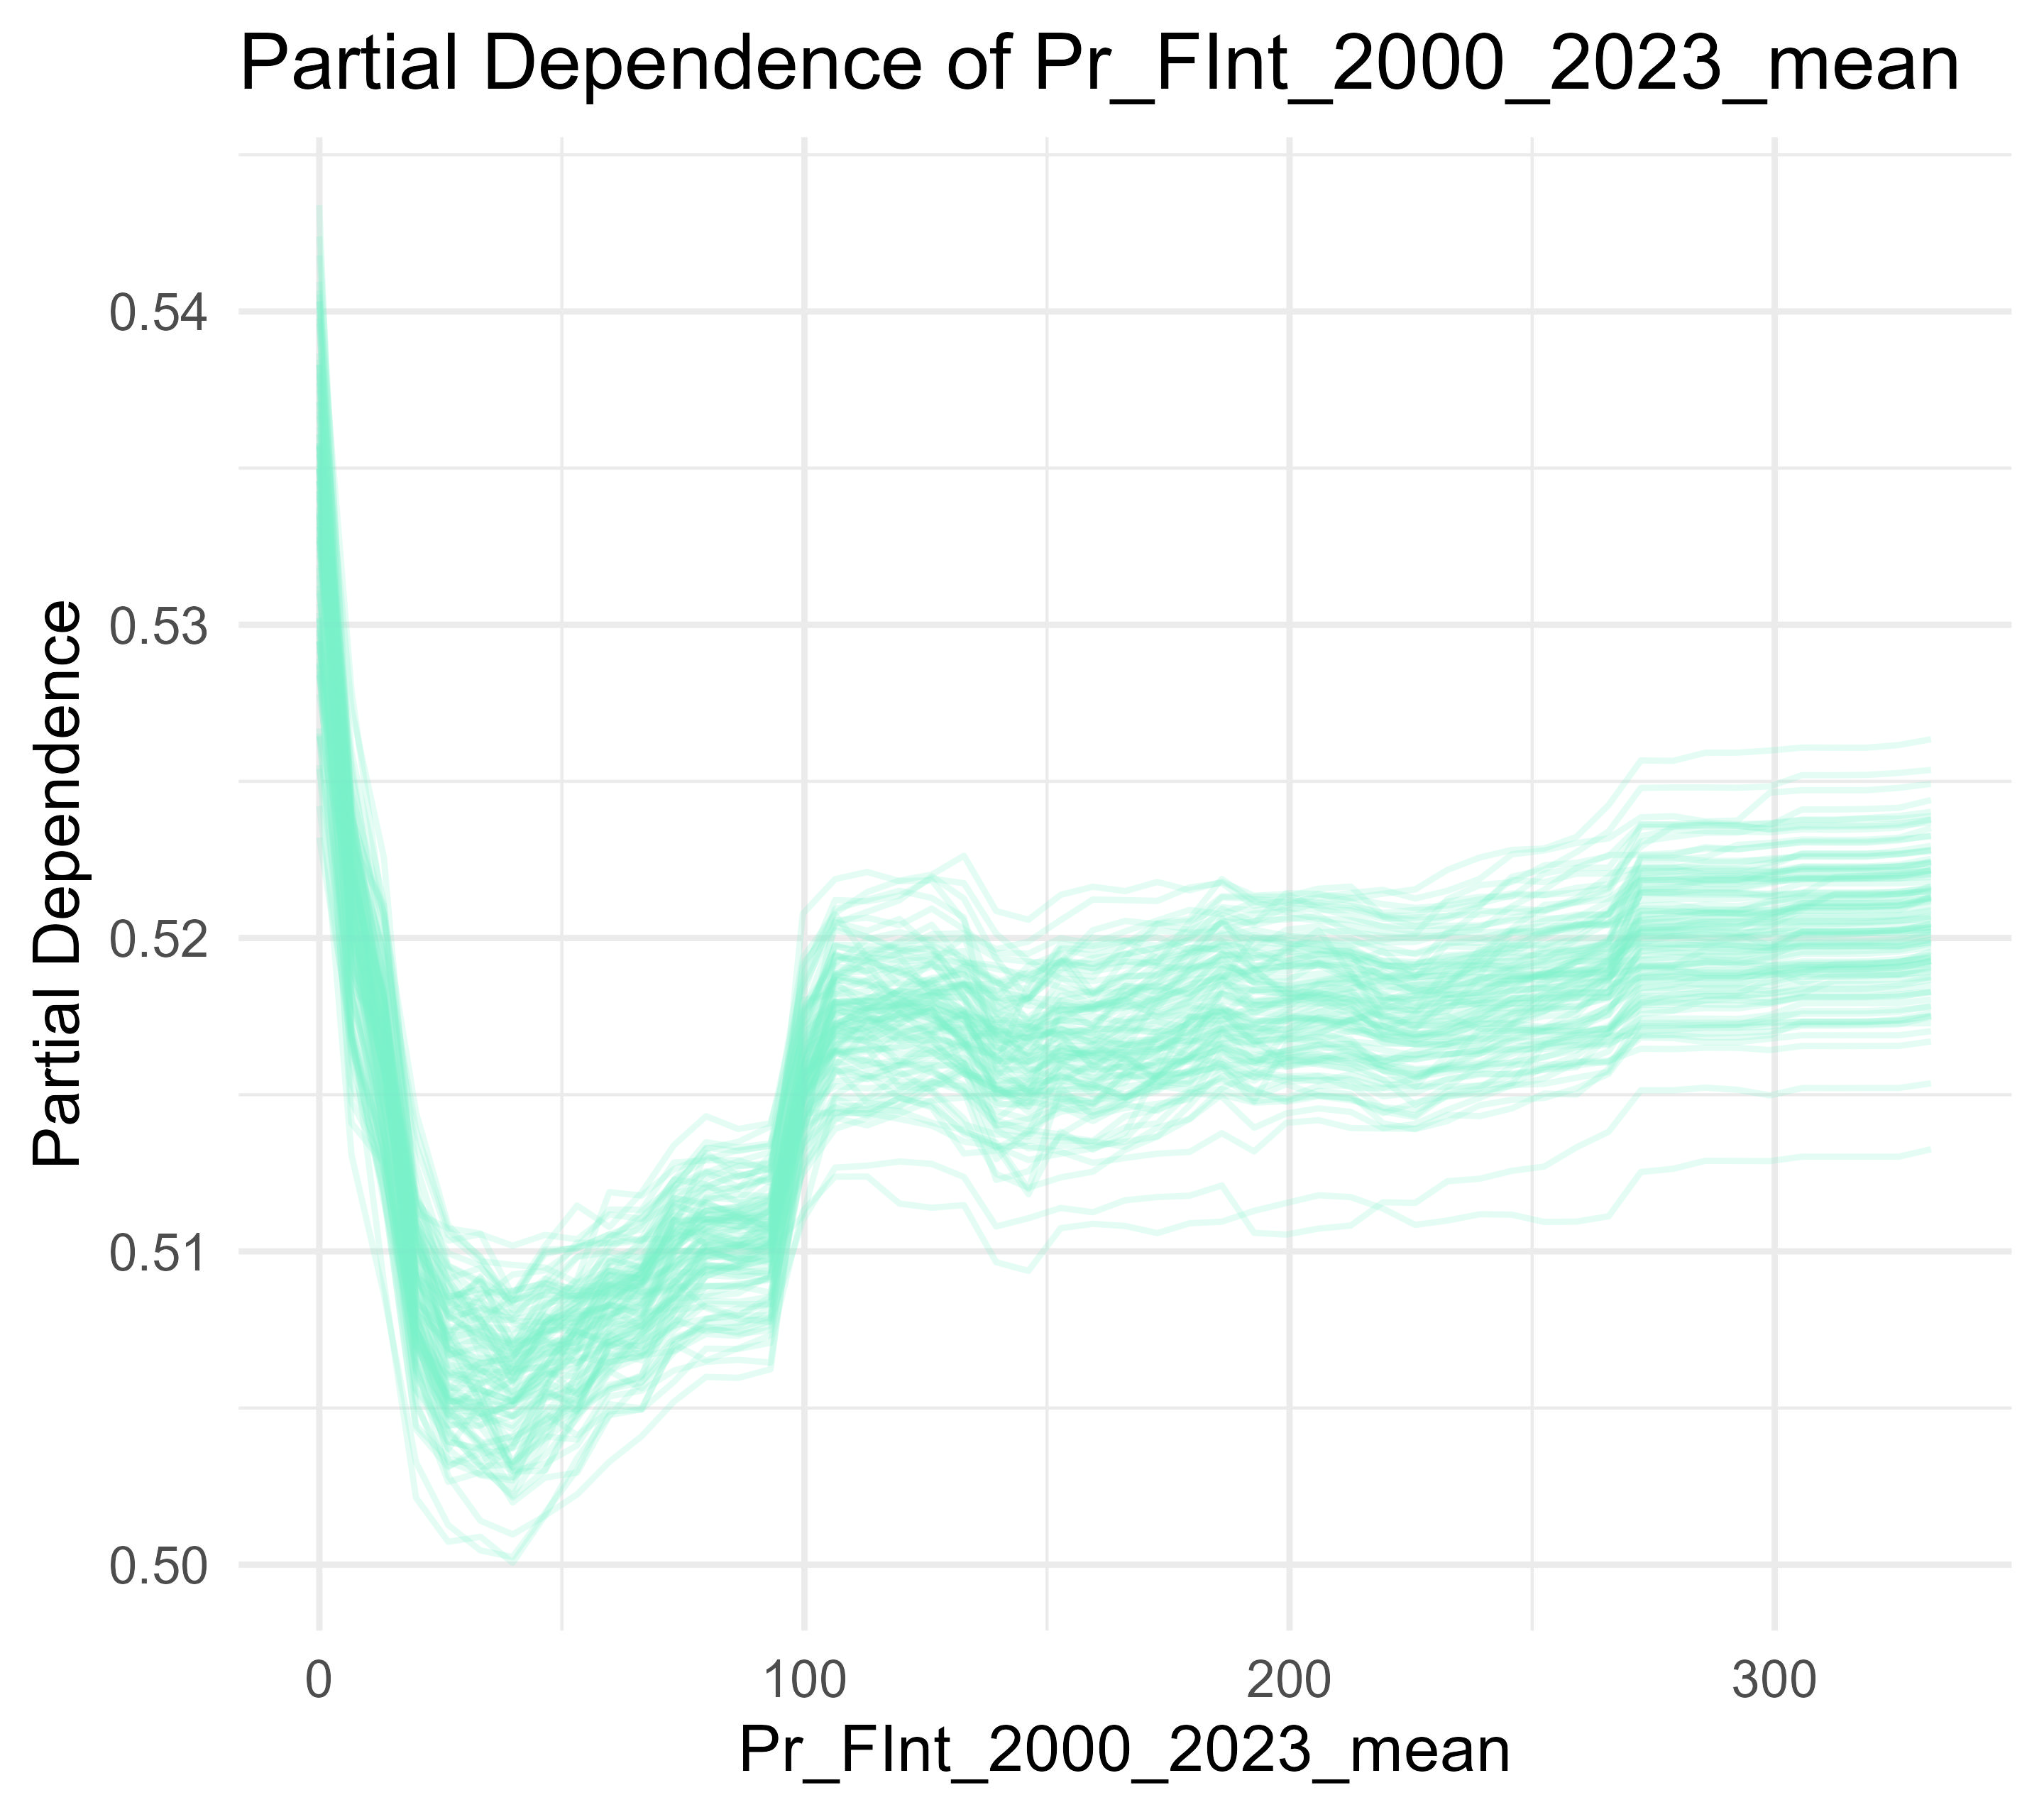 Partial Dependence of Pr_FInt_2000_2023_mean
Partial Dependence
0.54
0.53
0.52
0.51
0.50
0 100 200 300
Pr_FInt_2000_2023_mean